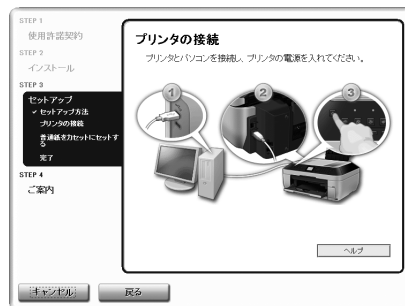 STEP 1
使用許諾契約
STEP 2
インストール
STEP 3
セットアップ
✓ セットアップ方法
プリンタの接続
普通紙をカセットにセットす
る
完了
STEP 4
ご案内
プリンタの接続
プリンタとパソコンを接続し、プリンタの電源を入れてください。
1
2
3
ヘルプ
キャンセル
戻る